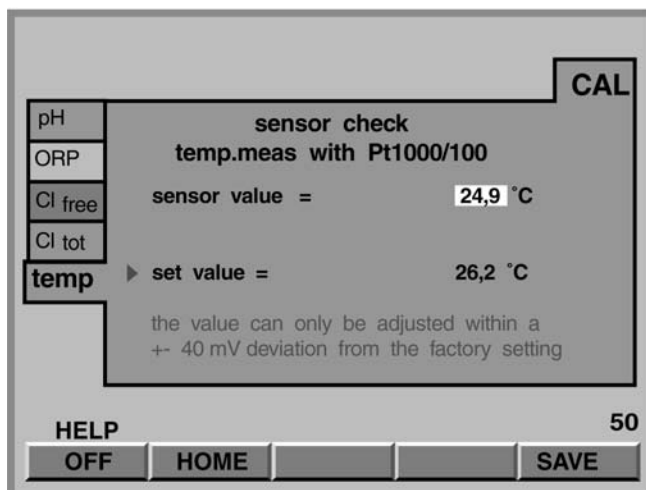 CAL
pH
ORP
Cl free
Cl tot
temp
sensor check
temp.meas with Pt1000/100
sensor value = 24,9 °C
set value = 26,2 °C
the value can only be adjusted within a
+- 40 mV deviation from the factory setting
HELP
50
OFF HOME SAVE